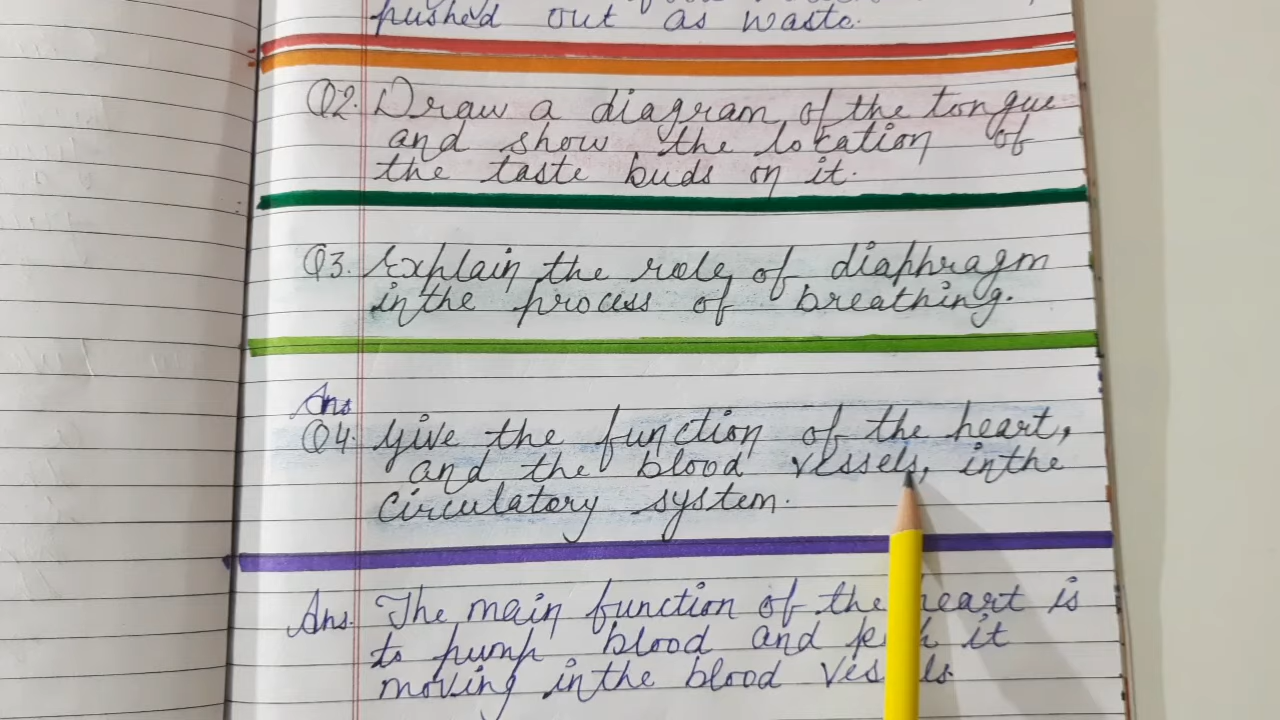 pushed out as waste.
Q2. Draw a diagram of the tongue
and show the location of
the taste buds on it.
Q3. Explain the role of diaphragm
in the process of breathing.
Ans
Q4. Give the function of the heart,
and the blood vessels, in the
circulatory system.
Ans. The main function of the heart is
to pump blood and it
moving in the blood vessels.